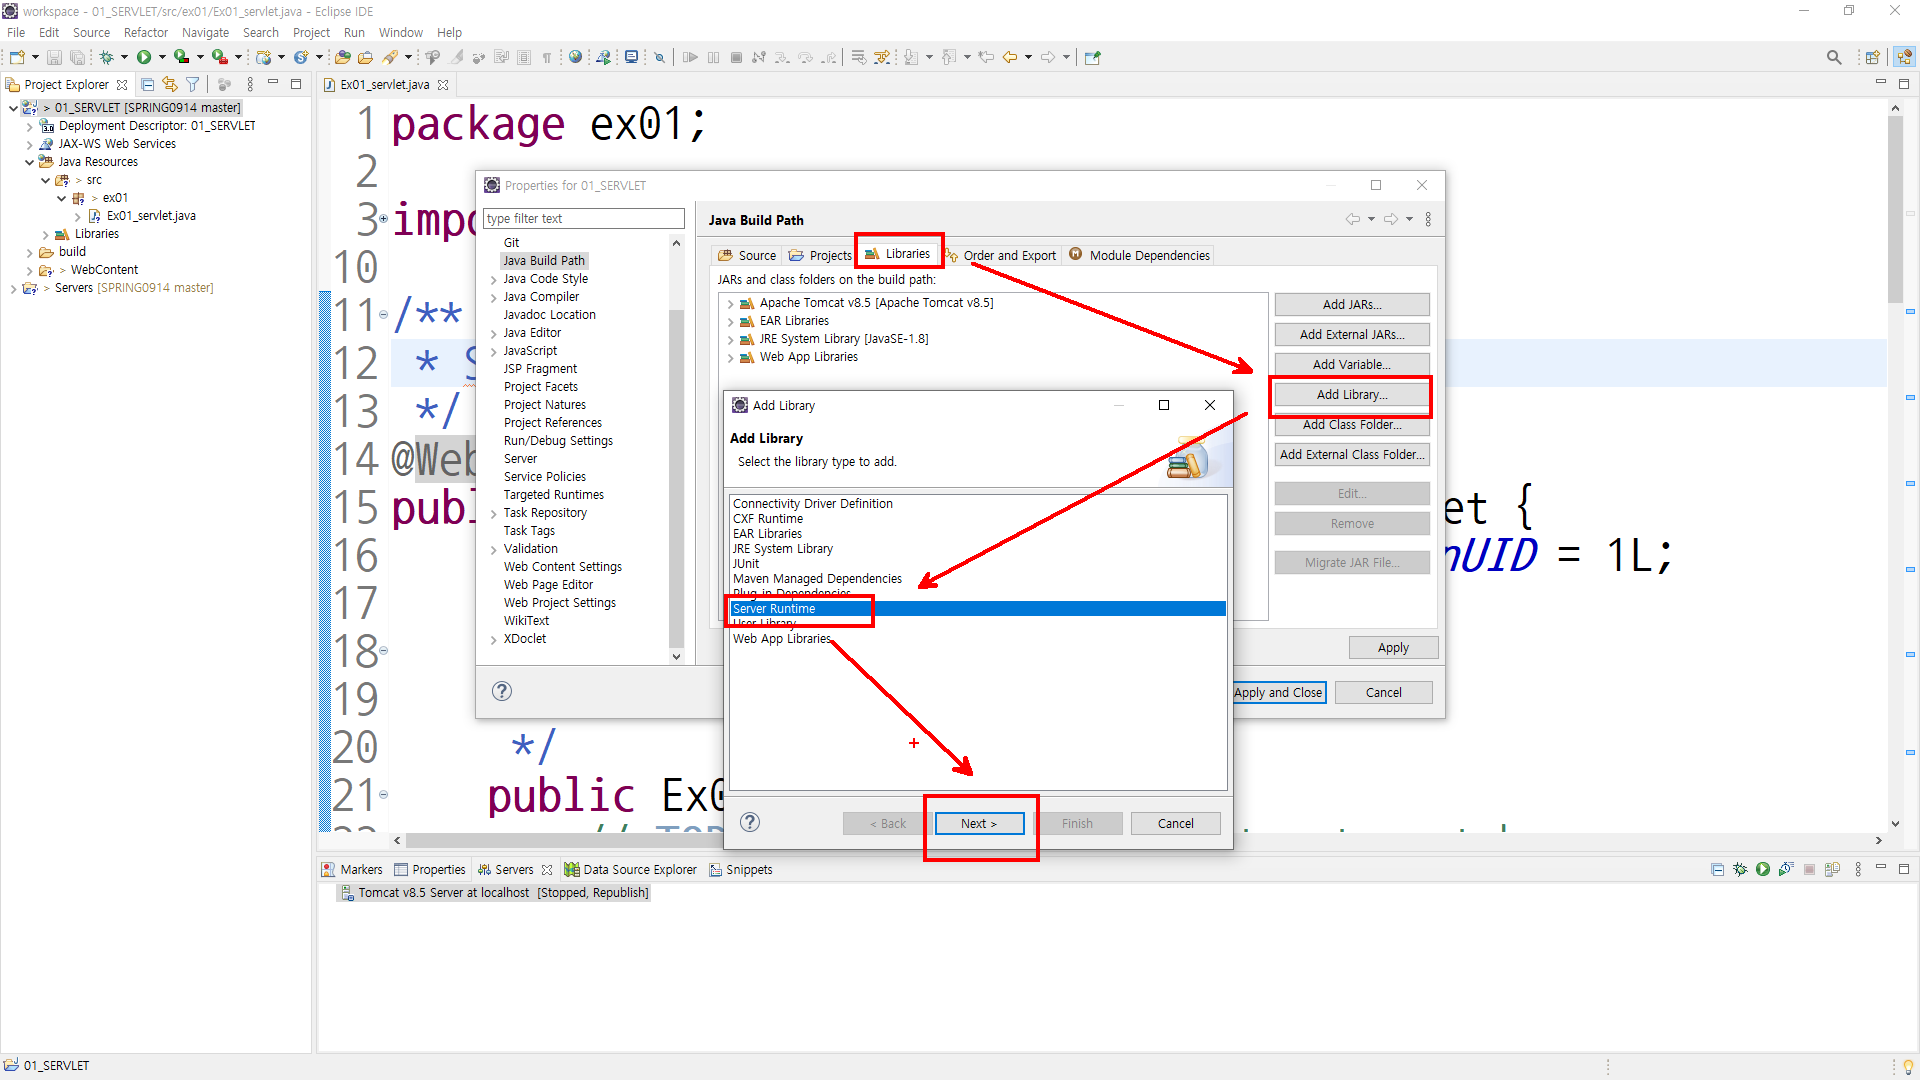 workspace - 01_SERVLET/src/ex01/Ex01_servlet.java - Eclipse IDE
File Edit Source Refactor Navigate Search Project Run Window Help
Project Explorer
> 01_SERVLET [SPRING0914 master]
Deployment Descriptor: 01_SERVLET
JAX-WS Web Services
Java Resources
> src
> ex01
Ex01_servlet.java
Libraries
build
> WebContent
> Servers [SPRING0914 master]
Ex01_servlet.java
1 package ex01;
2
3 impo
10
11 /**
12 * S
13 */
14 @Web
15 publ et {
16 nUID = 1L;
17
18
19
20 */
21 public Ex0
Properties for 01_SERVLET
type filter text
Git
Java Build Path
Java Code Style
Java Compiler
Javadoc Location
Java Editor
JavaScript
JSP Fragment
Project Facets
Project Natures
Project References
Run/Debug Settings
Server
Service Policies
Targeted Runtimes
Task Repository
Task Tags
Validation
Web Content Settings
Web Page Editor
Web Project Settings
WikiText
XDoclet
Java Build Path
Source Projects Libraries Order and Export Module Dependencies
JARs and class folders on the build path:
Apache Tomcat v8.5 [Apache Tomcat v8.5]
EAR Libraries
JRE System Library [JavaSE-1.8]
Web App Libraries
Add JARs...
Add External JARs...
Add Variable...
Add Library...
Add Class Folder...
Add External Class Folder...
Edit...
Remove
Migrate JAR File...
Apply
Apply and Close Cancel
Add Library
Add Library
Select the library type to add.
Connectivity Driver Definition
CXF Runtime
EAR Libraries
JRE System Library
JUnit
Maven Managed Dependencies
Plug-in Dependencies
Server Runtime
User Library
Web App Libraries
< Back Next > Finish Cancel
Markers Properties Servers Data Source Explorer Snippets
Tomcat v8.5 Server at localhost [Stopped, Republish]
01_SERVLET